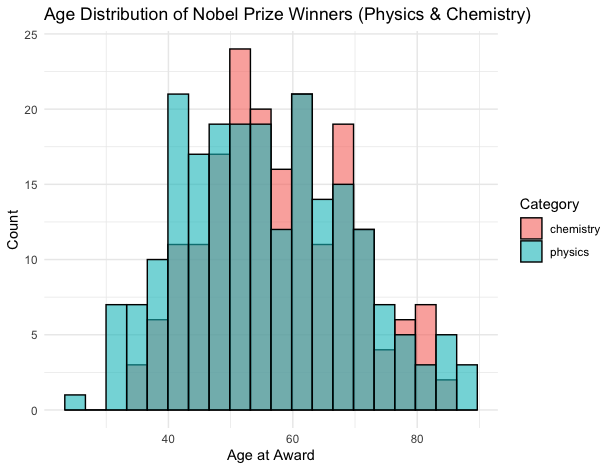 Age Distribution of Nobel Prize Winners (Physics & Chemistry)
25
20
15
10
5
0
Count
40
60
80
Age at Award
Category
chemistry
physics